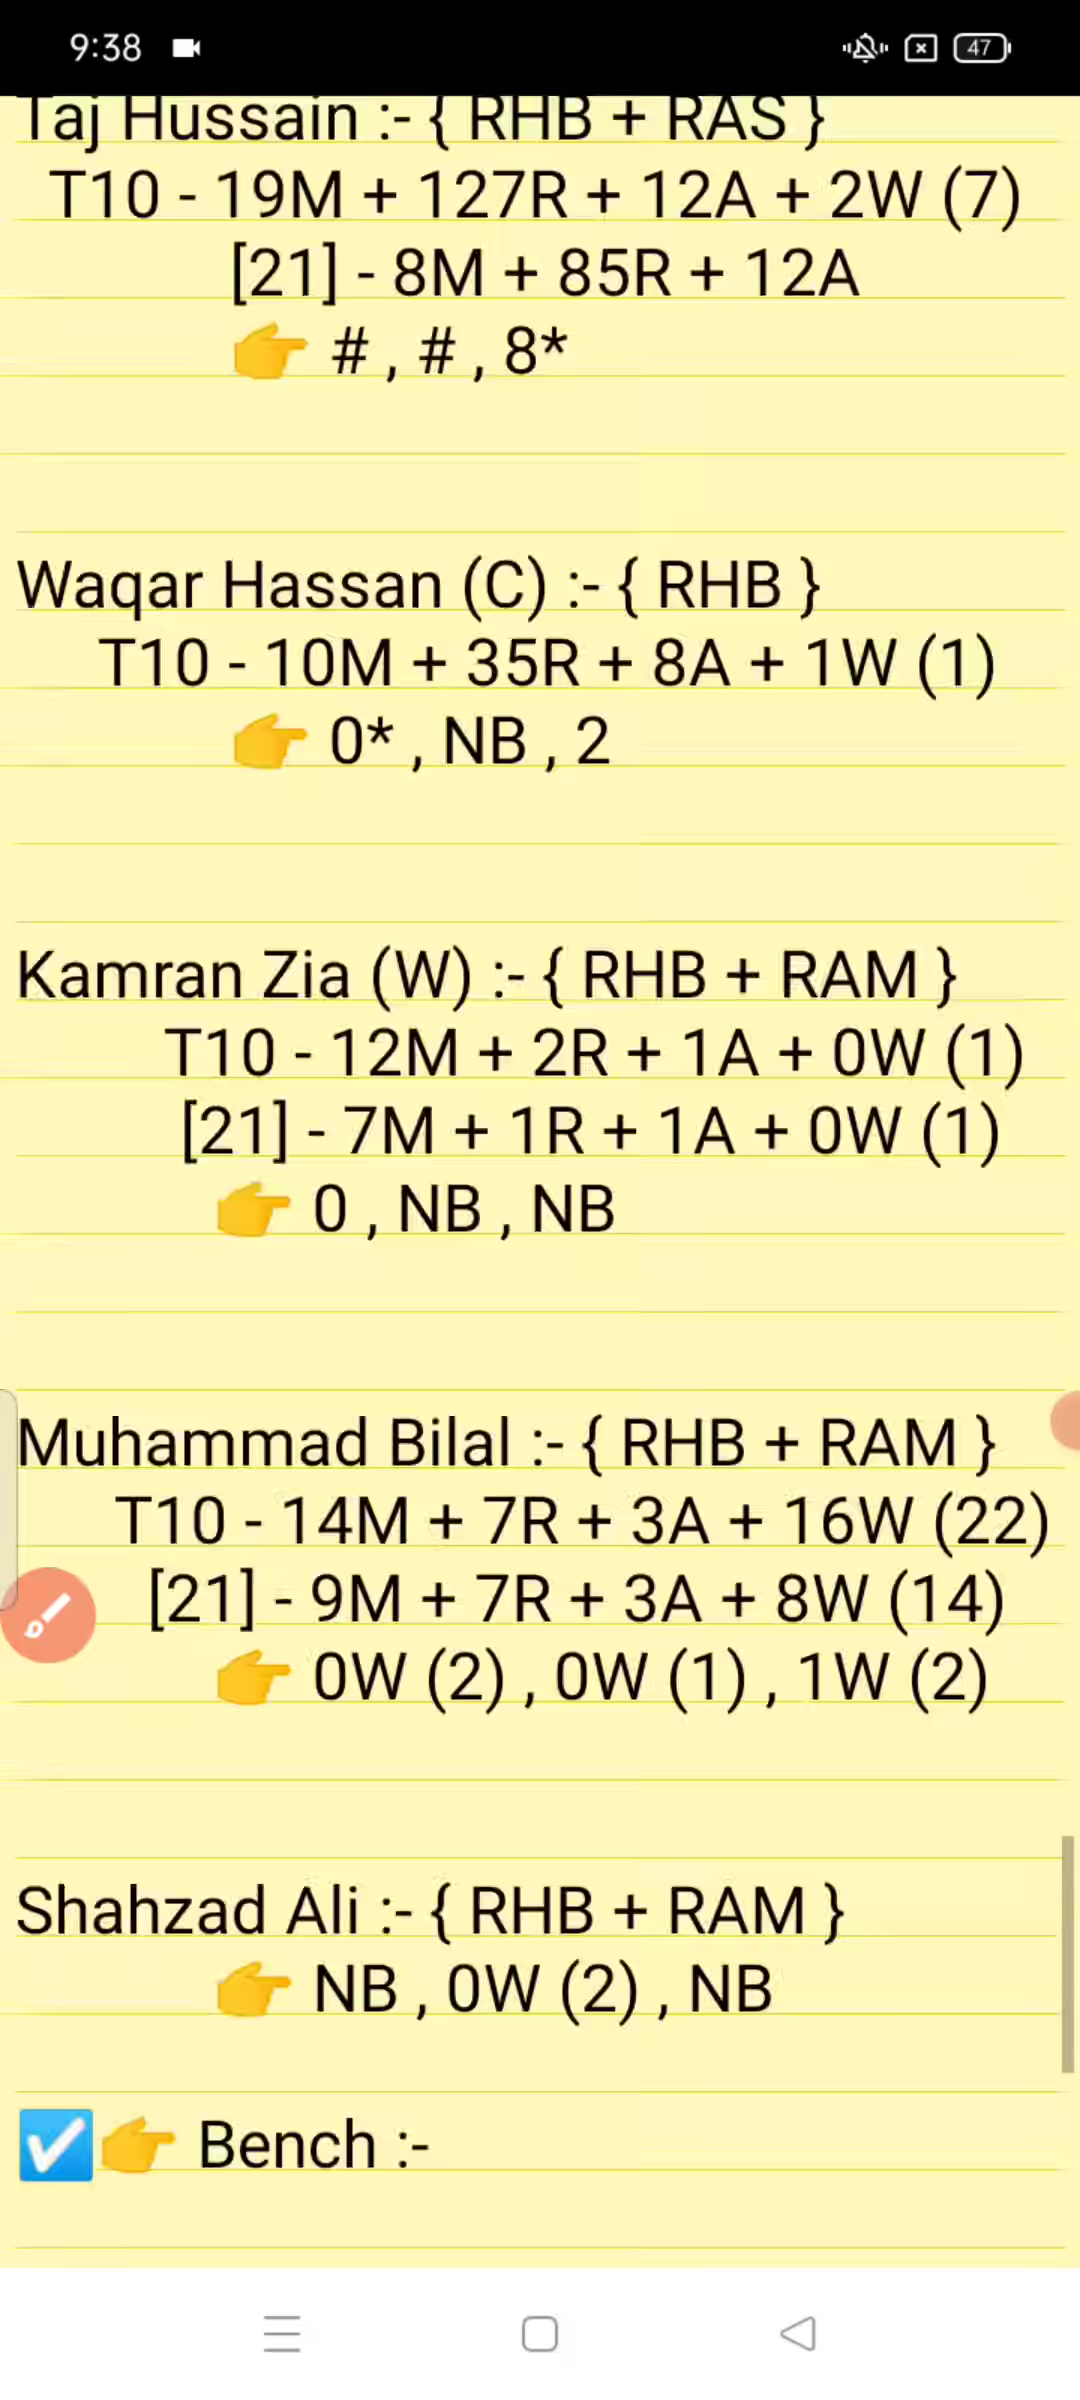 9:38
47
Taj Hussain :- { RHB + RAS }
T10 - 19M + 127R + 12A + 2W (7)
[21] - 8M + 85R + 12A
👉 # , # , 8*
Waqar Hassan (C) :- { RHB }
T10 - 10M + 35R + 8A + 1W (1)
👉 0* , NB , 2
Kamran Zia (W) :- { RHB + RAM }
T10 - 12M + 2R + 1A + 0W (1)
[21] - 7M + 1R + 1A + 0W (1)
👉 0 , NB , NB
Muhammad Bilal :- { RHB + RAM }
T10 - 14M + 7R + 3A + 16W (22)
[21] - 9M + 7R + 3A + 8W (14)
👉 0W (2) , 0W (1) , 1W (2)
Shahzad Ali :- { RHB + RAM }
👉 NB , 0W (2) , NB
☑👉 Bench :-